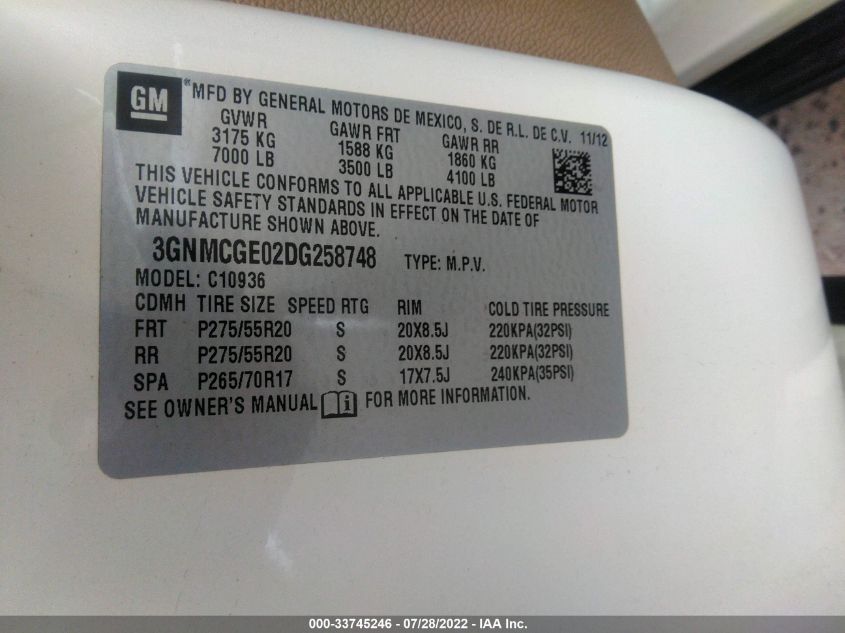 GM
"MFD BY GENERAL MOTORS DE MEXICO, S. DE R.L. DE C.V. 11/12
GVWR GAWR FRT GAWR RR
3175 KG 1588 KG 1860 KG
7000 LB 3500 LB 4100 LB
THIS VEHICLE CONFORMS TO ALL APPLICABLE U.S. FEDERAL MOTOR
VEHICLE SAFETY STANDARDS IN EFFECT ON THE DATE OF
MANUFACTURE SHOWN ABOVE.
3GNMCGE02DG258748 TYPE: M.P.V.
MODEL: C10936
CDMH TIRE SIZE SPEED RTG RIM COLD TIRE PRESSURE
FRT P275/55R20 S 20X8.5J 220KPA(32PSI)
RR P275/55R20 S 20X8.5J 220KPA(32PSI)
SPA P265/70R17 S 17X7.5J 240KPA(35PSI)
SEE OWNER'S MANUAL i FOR MORE INFORMATION.
000-33745246 - 07/28/2022 - IAA Inc.